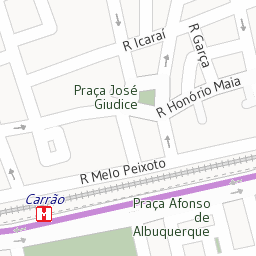 R Icaraí
R Garça
Praça José
Giudice
R Honório Maia
R Melo Peixoto
Carrão
M
Praça Afonso
de
Albuquerque